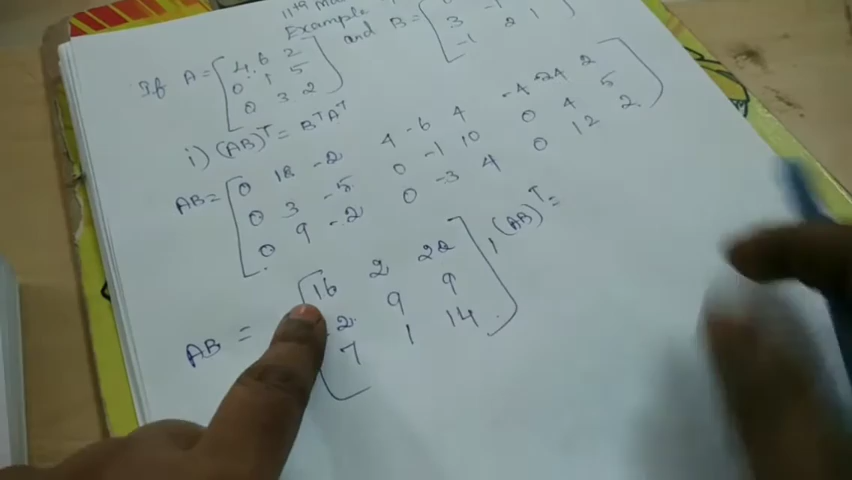 11th
Example
If A = [ 4 6 2 and B = [
0 1 5 3 -1
0 3 2 ] -1 2 1 ]
i) (AB)ᵀ = BᵀAᵀ
AB = [ 0 18 -2 4 -6 4 -4 -24 2
0 3 -5 0 -1 10 0 4 5
0 9 -2 0 -3 4 0 12 2 ]
AB = [ 16 2 22 , (AB)ᵀ =
2 9 9
7 1 14 ]